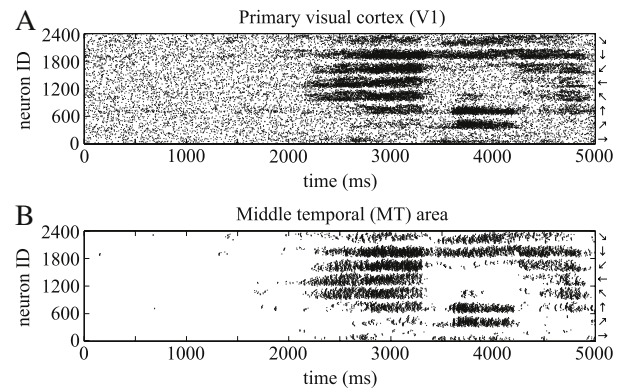 A
Primary visual cortex (V1)
neuron ID
2400
1800
1200
600
0
↘
↓
↙
←
↖
↑
↗
→
0 1000 2000 3000 4000 5000
time (ms)
B
Middle temporal (MT) area
neuron ID
2400
1800
1200
600
0
↘
↓
↙
←
↖
↑
↗
→
0 1000 2000 3000 4000 5000
time (ms)